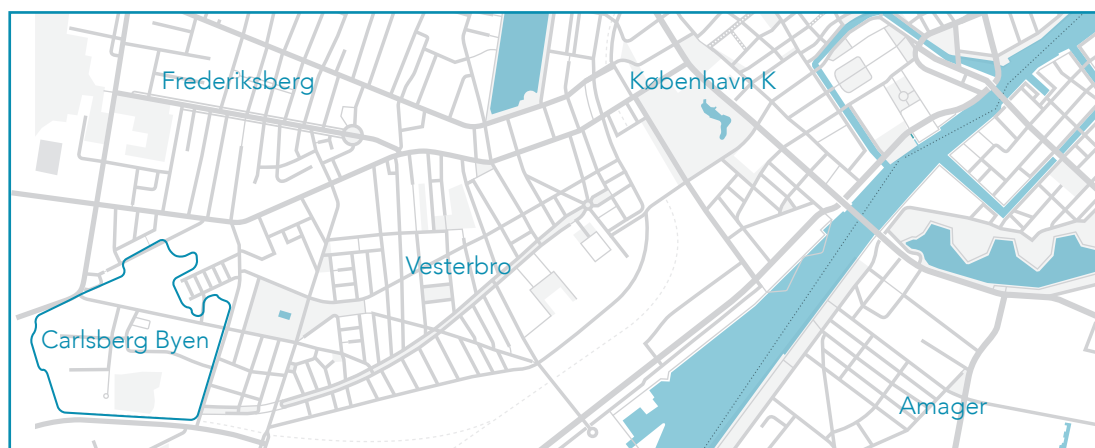 Frederiksberg
København K
Vesterbro
Carlsberg Byen
Amager